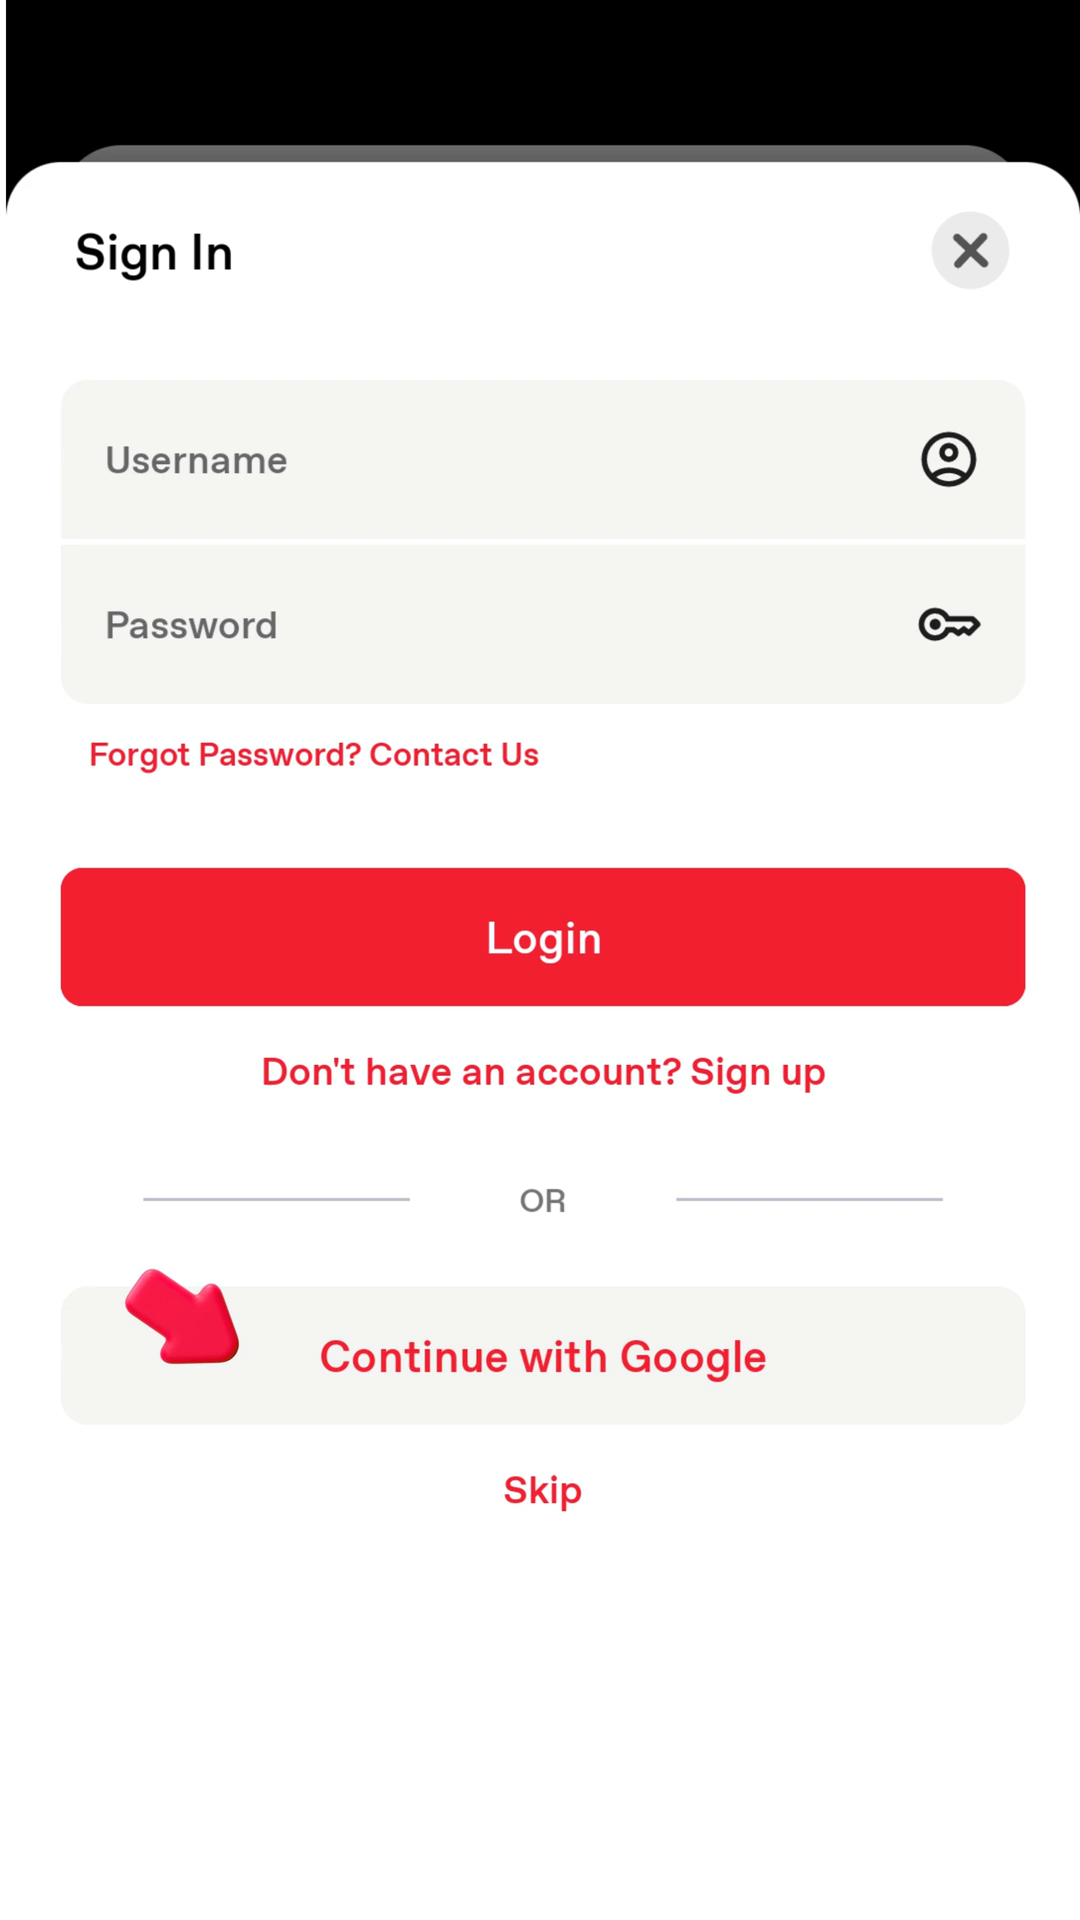 Sign In
Username
Password
Forgot Password? Contact Us
Login
Don't have an account? Sign up
OR
Continue with Google
Skip